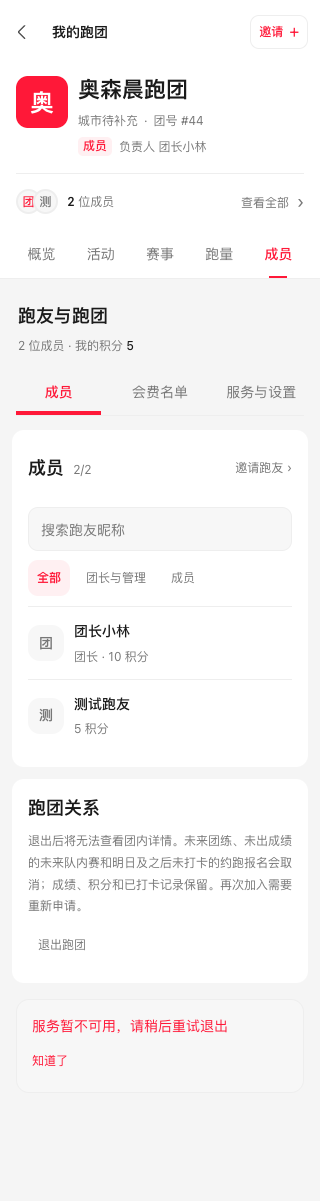 我的跑团
邀请 +
奥
奥森晨跑团
城市待补充 · 团号 #44
成员 负责人 团长小林
团 测 2 位成员 查看全部 ›
概览 活动 赛事 跑量 成员
跑友与跑团
2 位成员 · 我的积分 5
成员 会费名单 服务与设置
成员 2/2 邀请跑友 ›
搜索跑友昵称
全部 团长与管理 成员
团 团长小林
团长 · 10 积分
测 测试跑友
5 积分
跑团关系
退出后将无法查看团内详情。未来团练、未出成绩
的未来队内赛和明日及之后未打卡的约跑报名会取
消；成绩、积分和已打卡记录保留。再次加入需要
重新申请。
退出跑团
服务暂不可用，请稍后重试退出
知道了